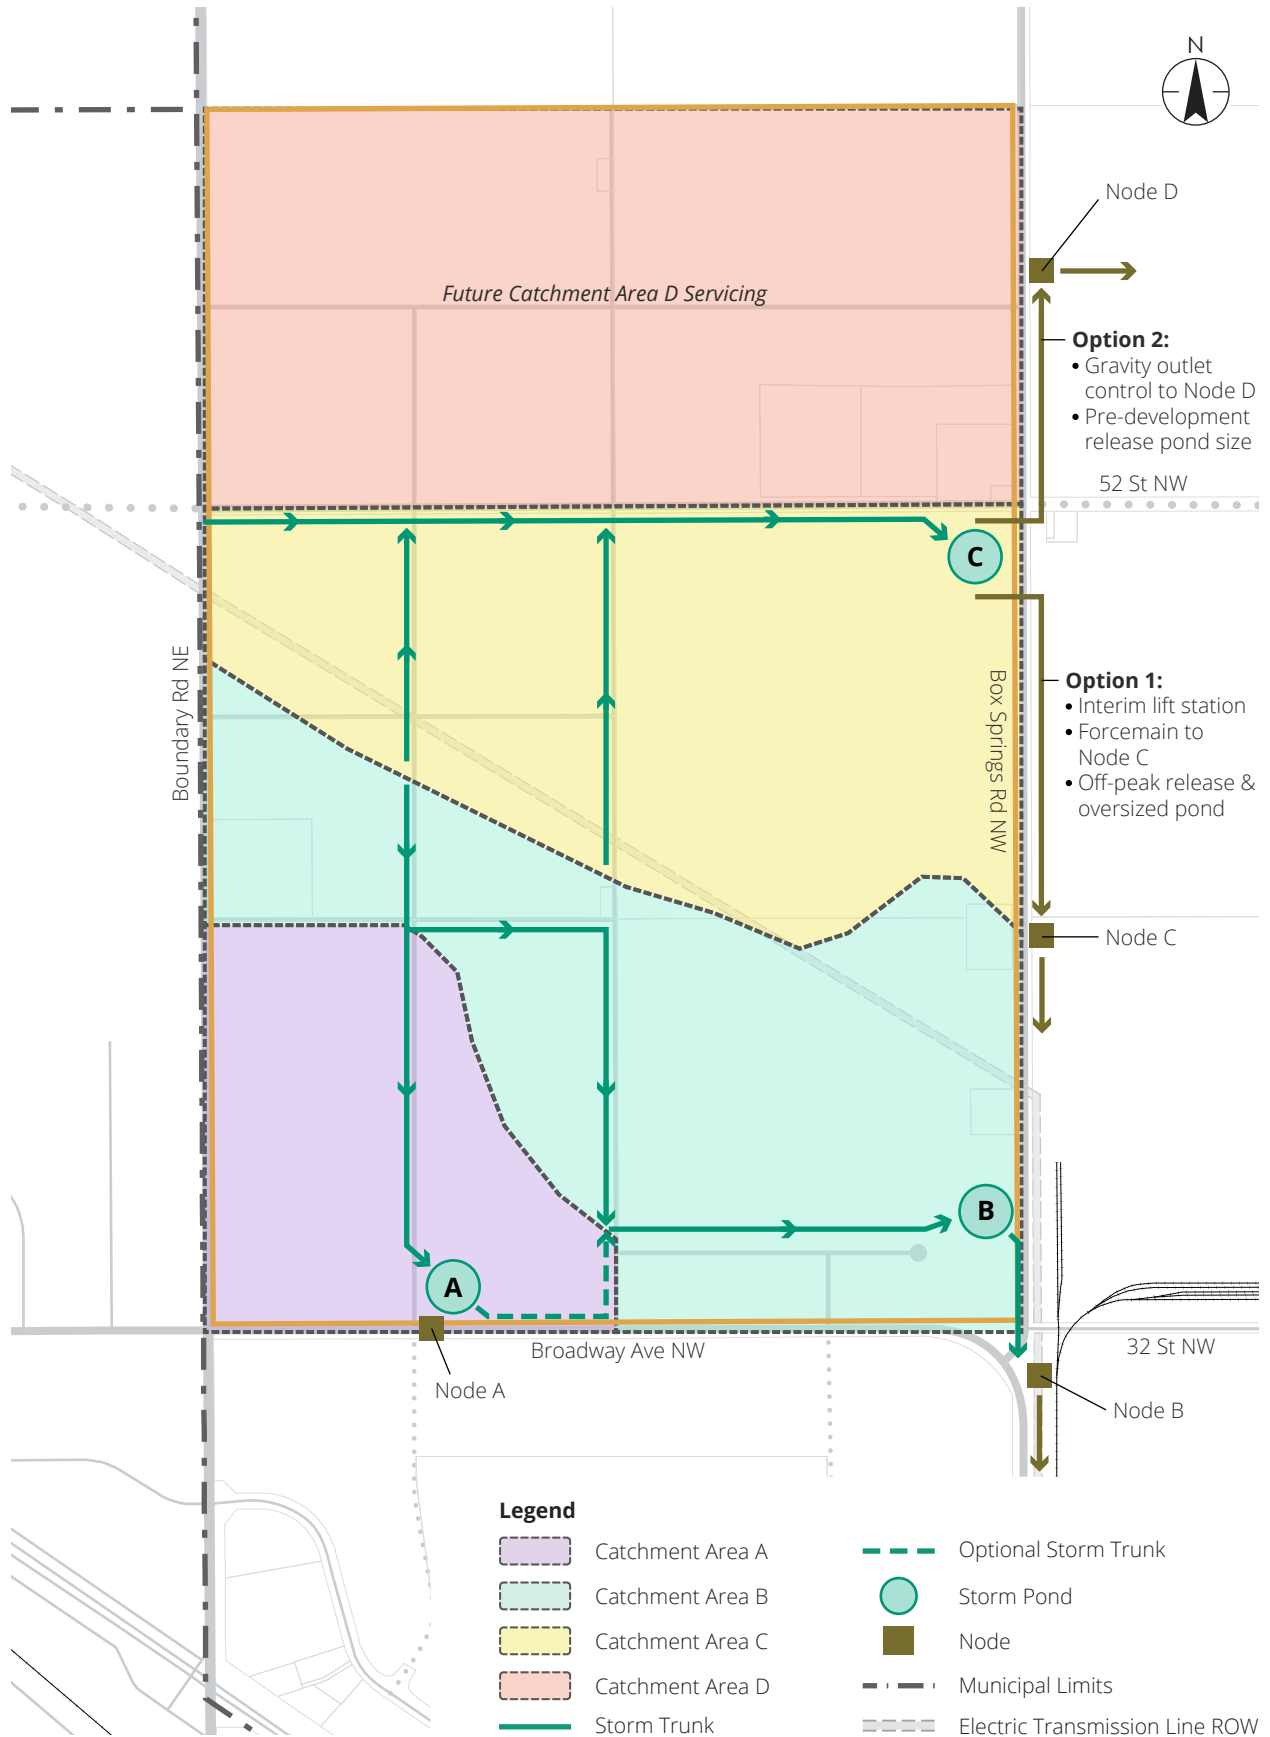 N
Node D
Future Catchment Area D Servicing
Option 2:
• Gravity outlet
control to Node D
• Pre-development
release pond size
52 St NW
C
Boundary Rd NE
Box Springs Rd NW
Option 1:
• Interim lift station
• Forcemain to
Node C
• Off-peak release &
oversized pond
Node C
B
A
Broadway Ave NW
32 St NW
Node A
Node B
Legend
Catchment Area A
Catchment Area B
Catchment Area C
Catchment Area D
Storm Trunk
Optional Storm Trunk
Storm Pond
Node
Municipal Limits
Electric Transmission Line ROW